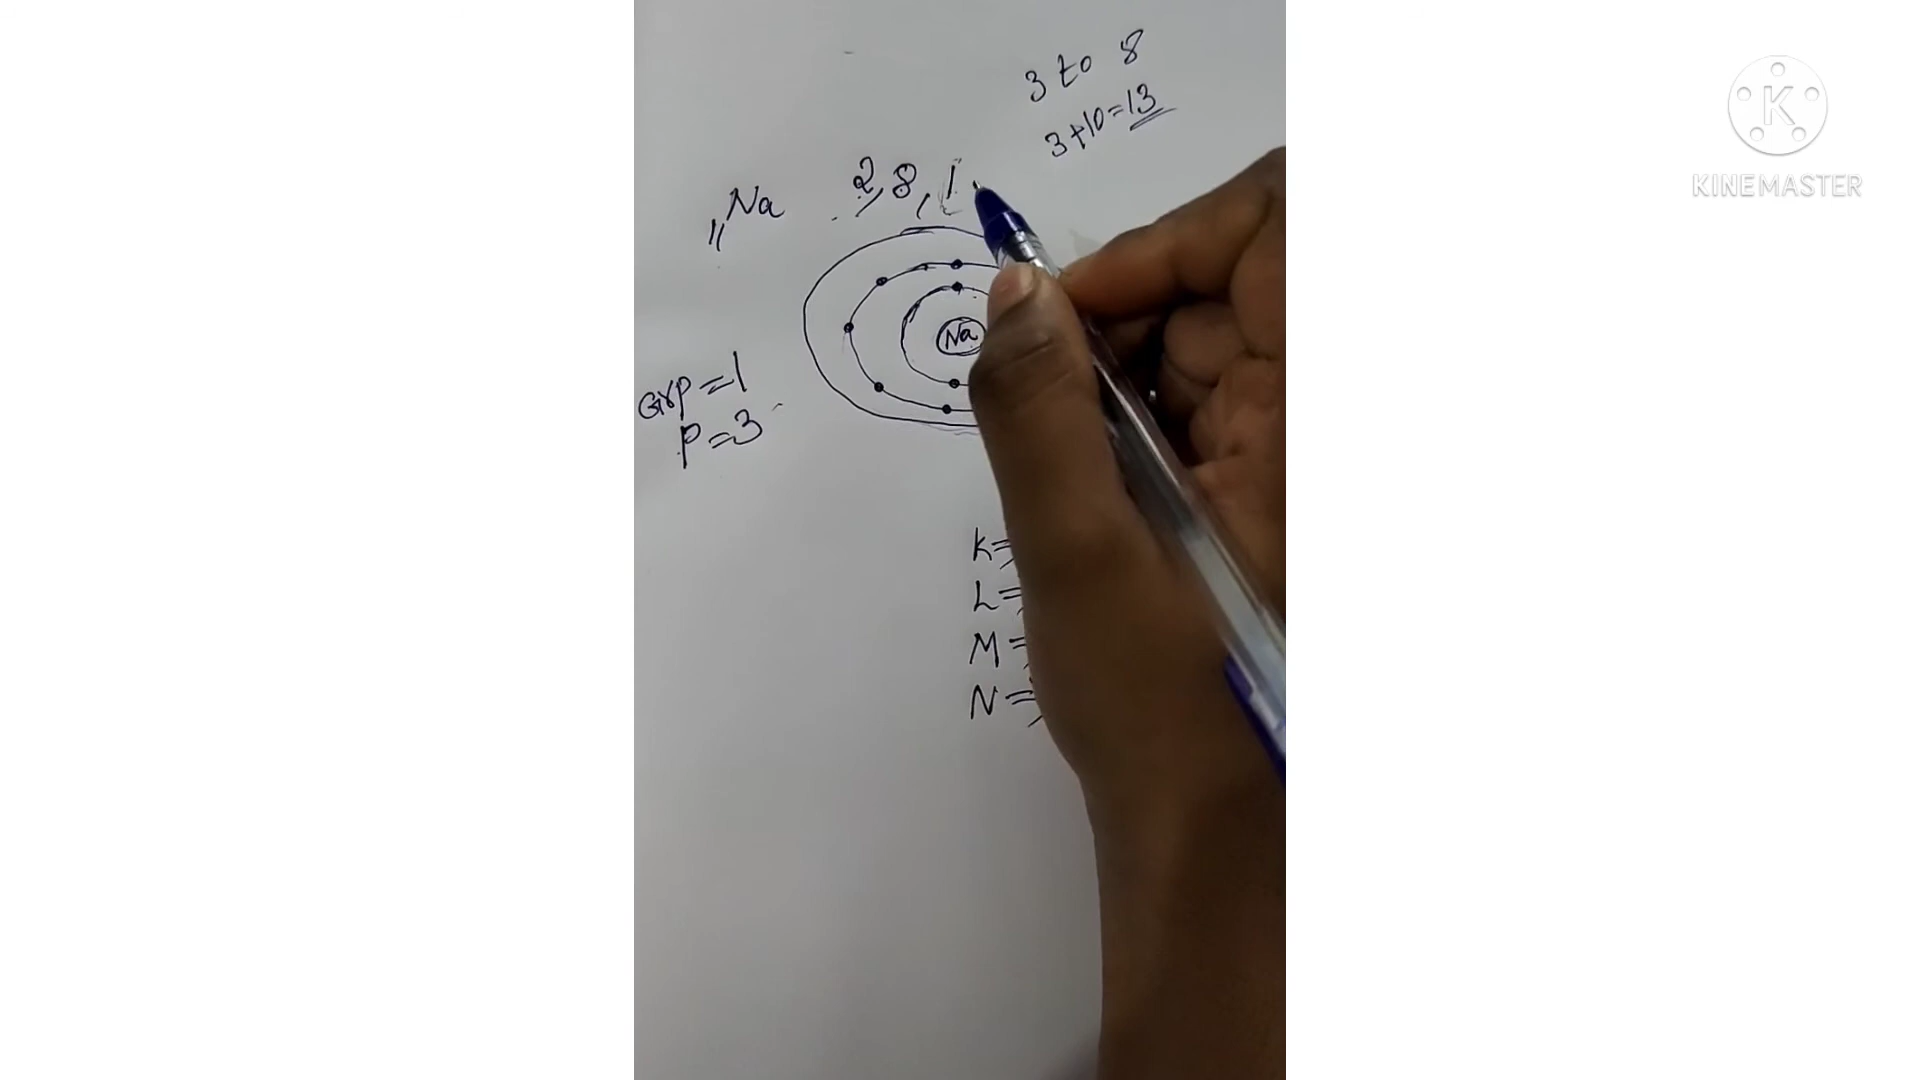 3 to 8
3+10=13
11Na 2,8,1
Na
Grp=1
P=3
K=
L=
M=
N=
K
KINEMASTER